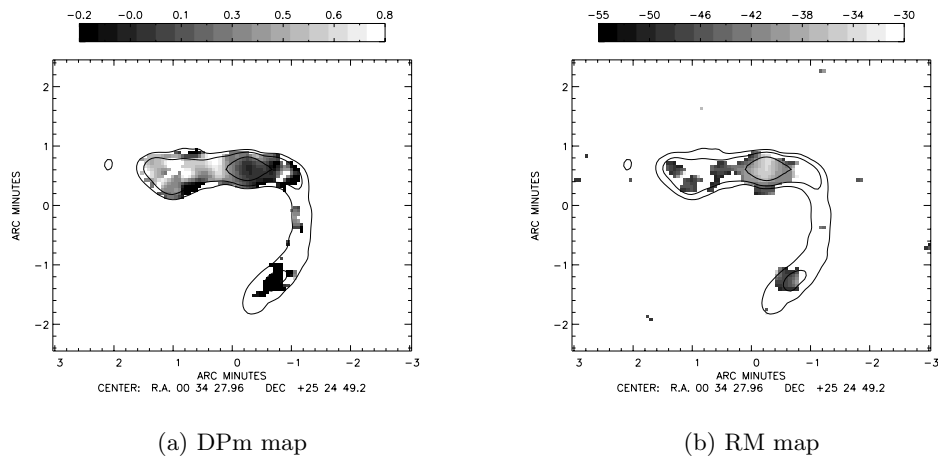 -0.2 -0.0 0.1 0.3 0.5 0.6 0.8
-55 -50 -46 -42 -38 -34 -30
2
1
0
-1
-2
ARC MINUTES
3 2 1 0 -1 -2 -3
ARC MINUTES
CENTER: R.A. 00 34 27.96 DEC +25 24 49.2
2
1
0
-1
-2
ARC MINUTES
3 2 1 0 -1 -2 -3
ARC MINUTES
CENTER: R.A. 00 34 27.96 DEC +25 24 49.2
(a) DPm map
(b) RM map